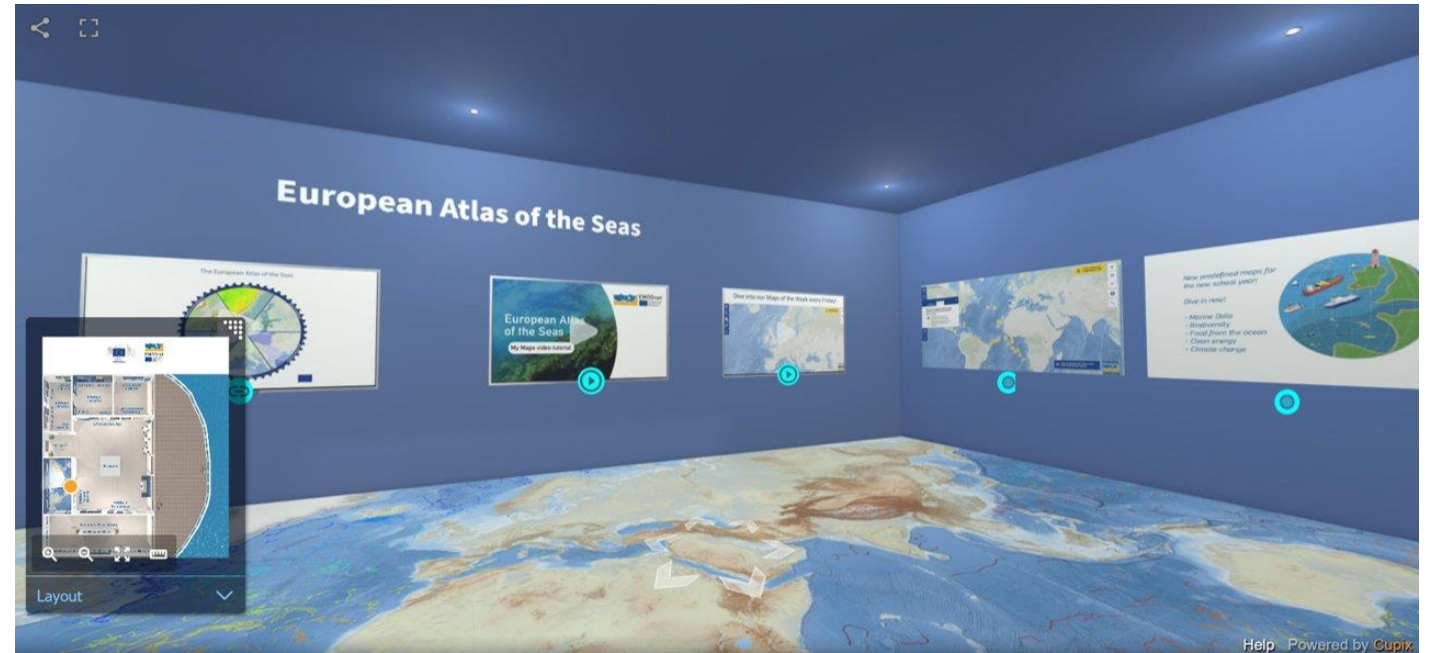 European Atlas of the Seas
The European Atlas of the Seas
European Atlas
of the Seas
My Maps video tutorial
EMODnet
Dive into our Maps of the Week every Friday!
New predefined maps for
the new school year!
Dive in now!
- Marine Data
- Biodiversity
- Food from the ocean
- Clean energy
- Climate change
Layout
Help Powered by Cupix